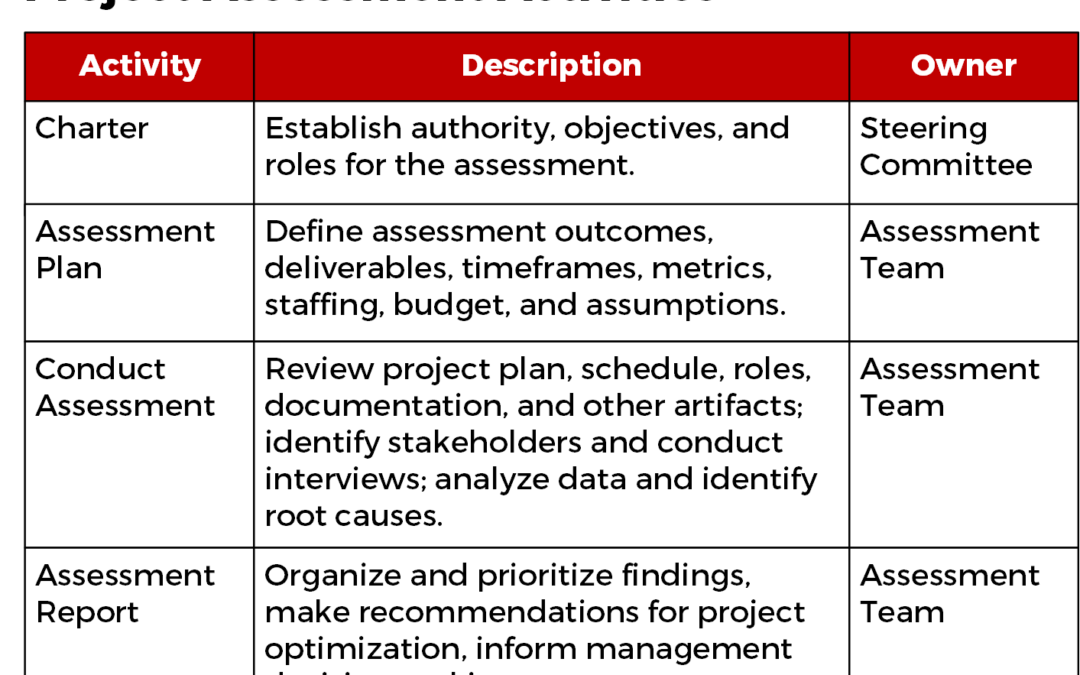 Activity Description Owner
Charter
Establish authority, objectives, and
roles for the assessment.
Steering
Committee
Assessment
Plan
Define assessment outcomes,
deliverables, timeframes, metrics,
staffing, budget, and assumptions.
Assessment
Team
Conduct
Assessment
Review project plan, schedule, roles,
documentation, and other artifacts;
identify stakeholders and conduct
interviews; analyze data and identify
root causes.
Assessment
Team
Assessment
Report
Organize and prioritize findings,
make recommendations for project
optimization, inform management
Assessment
Team